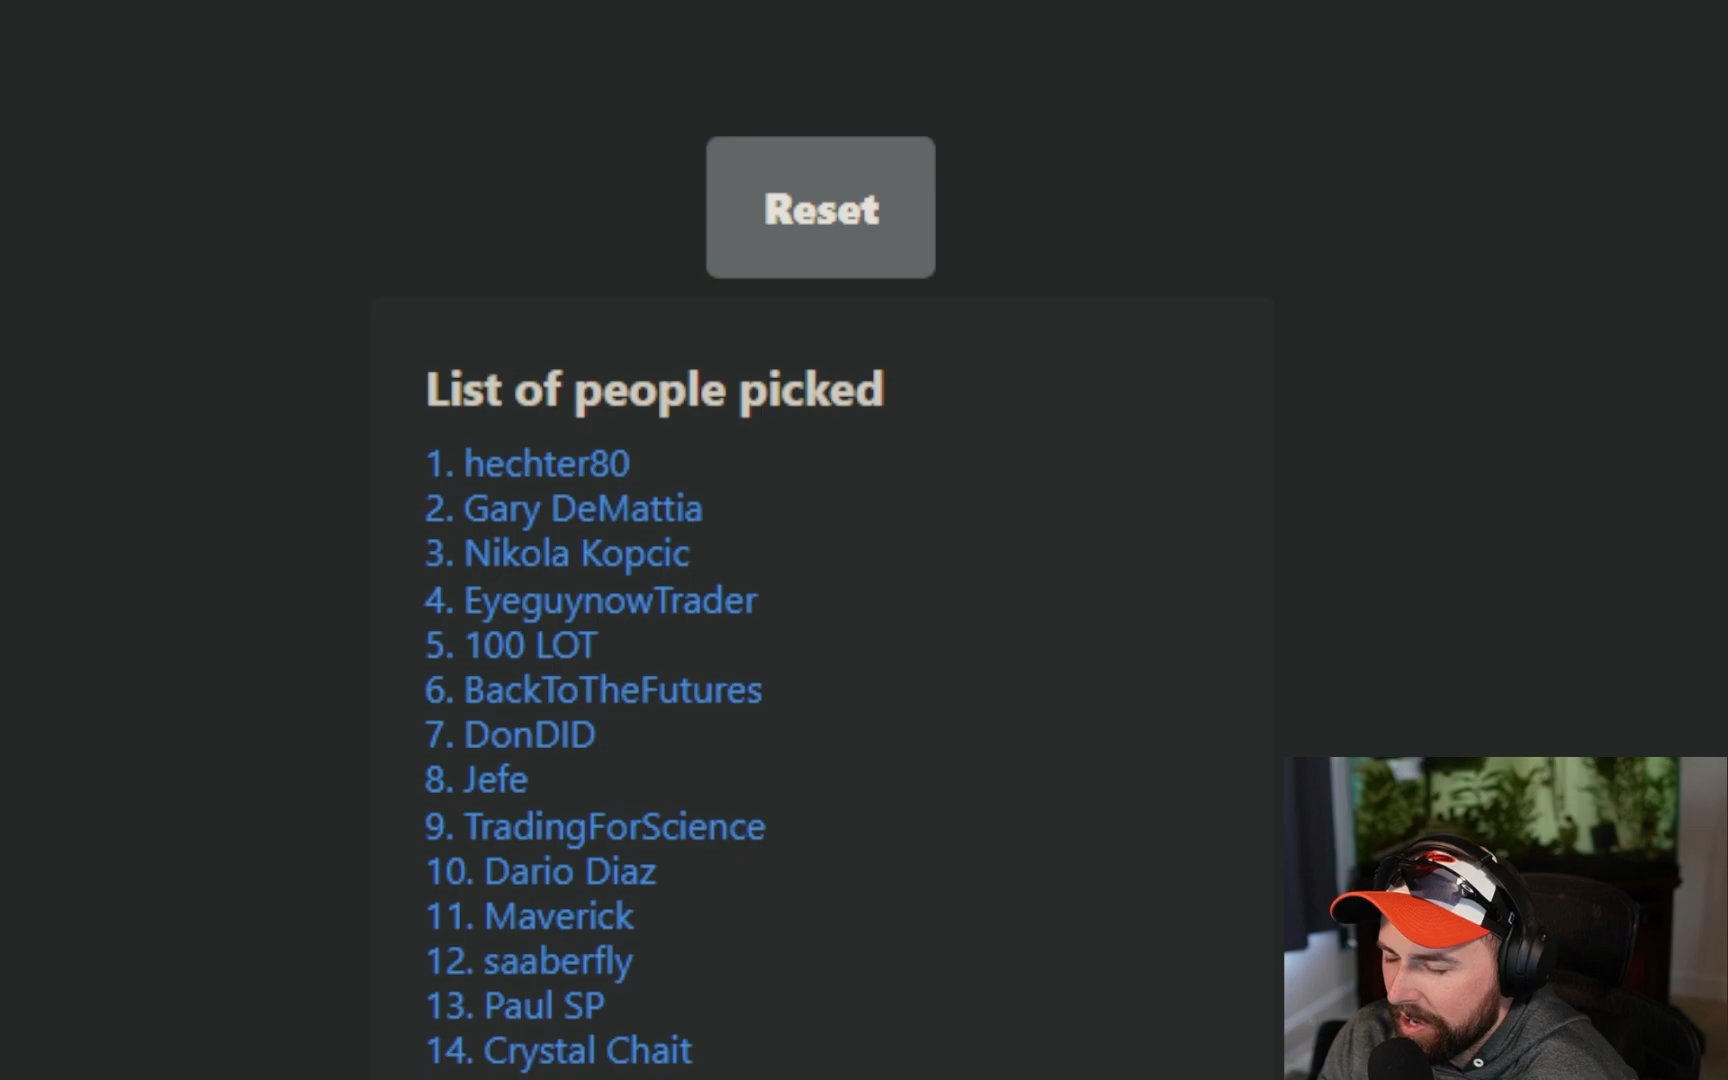 Reset
List of people picked
1. hechter80
2. Gary DeMattia
3. Nikola Kopcic
4. EyeguynowTrader
5. 100 LOT
6. BackToTheFutures
7. DonDID
8. Jefe
9. TradingForScience
10. Dario Diaz
11. Maverick
12. saaberfly
13. Paul SP
14. Crystal Chait